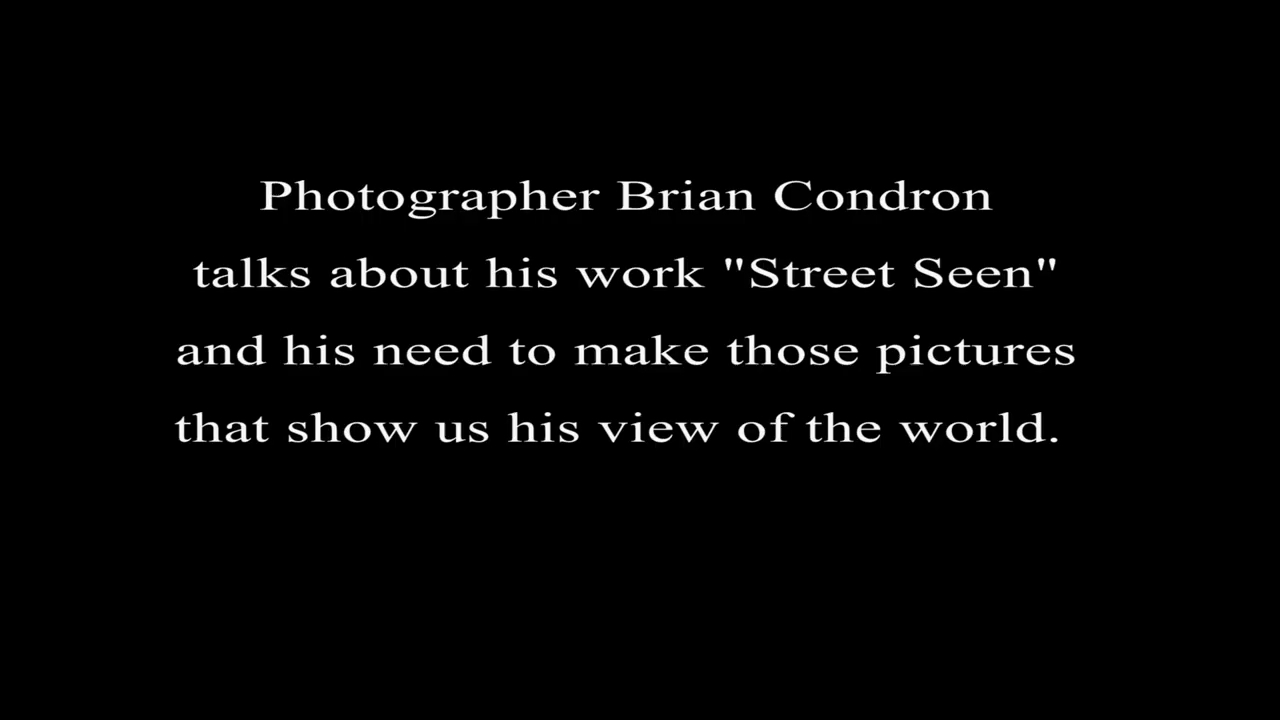 Photographer Brian Condron
talks about his work "Street Seen"
and his need to make those pictures
that show us his view of the world.